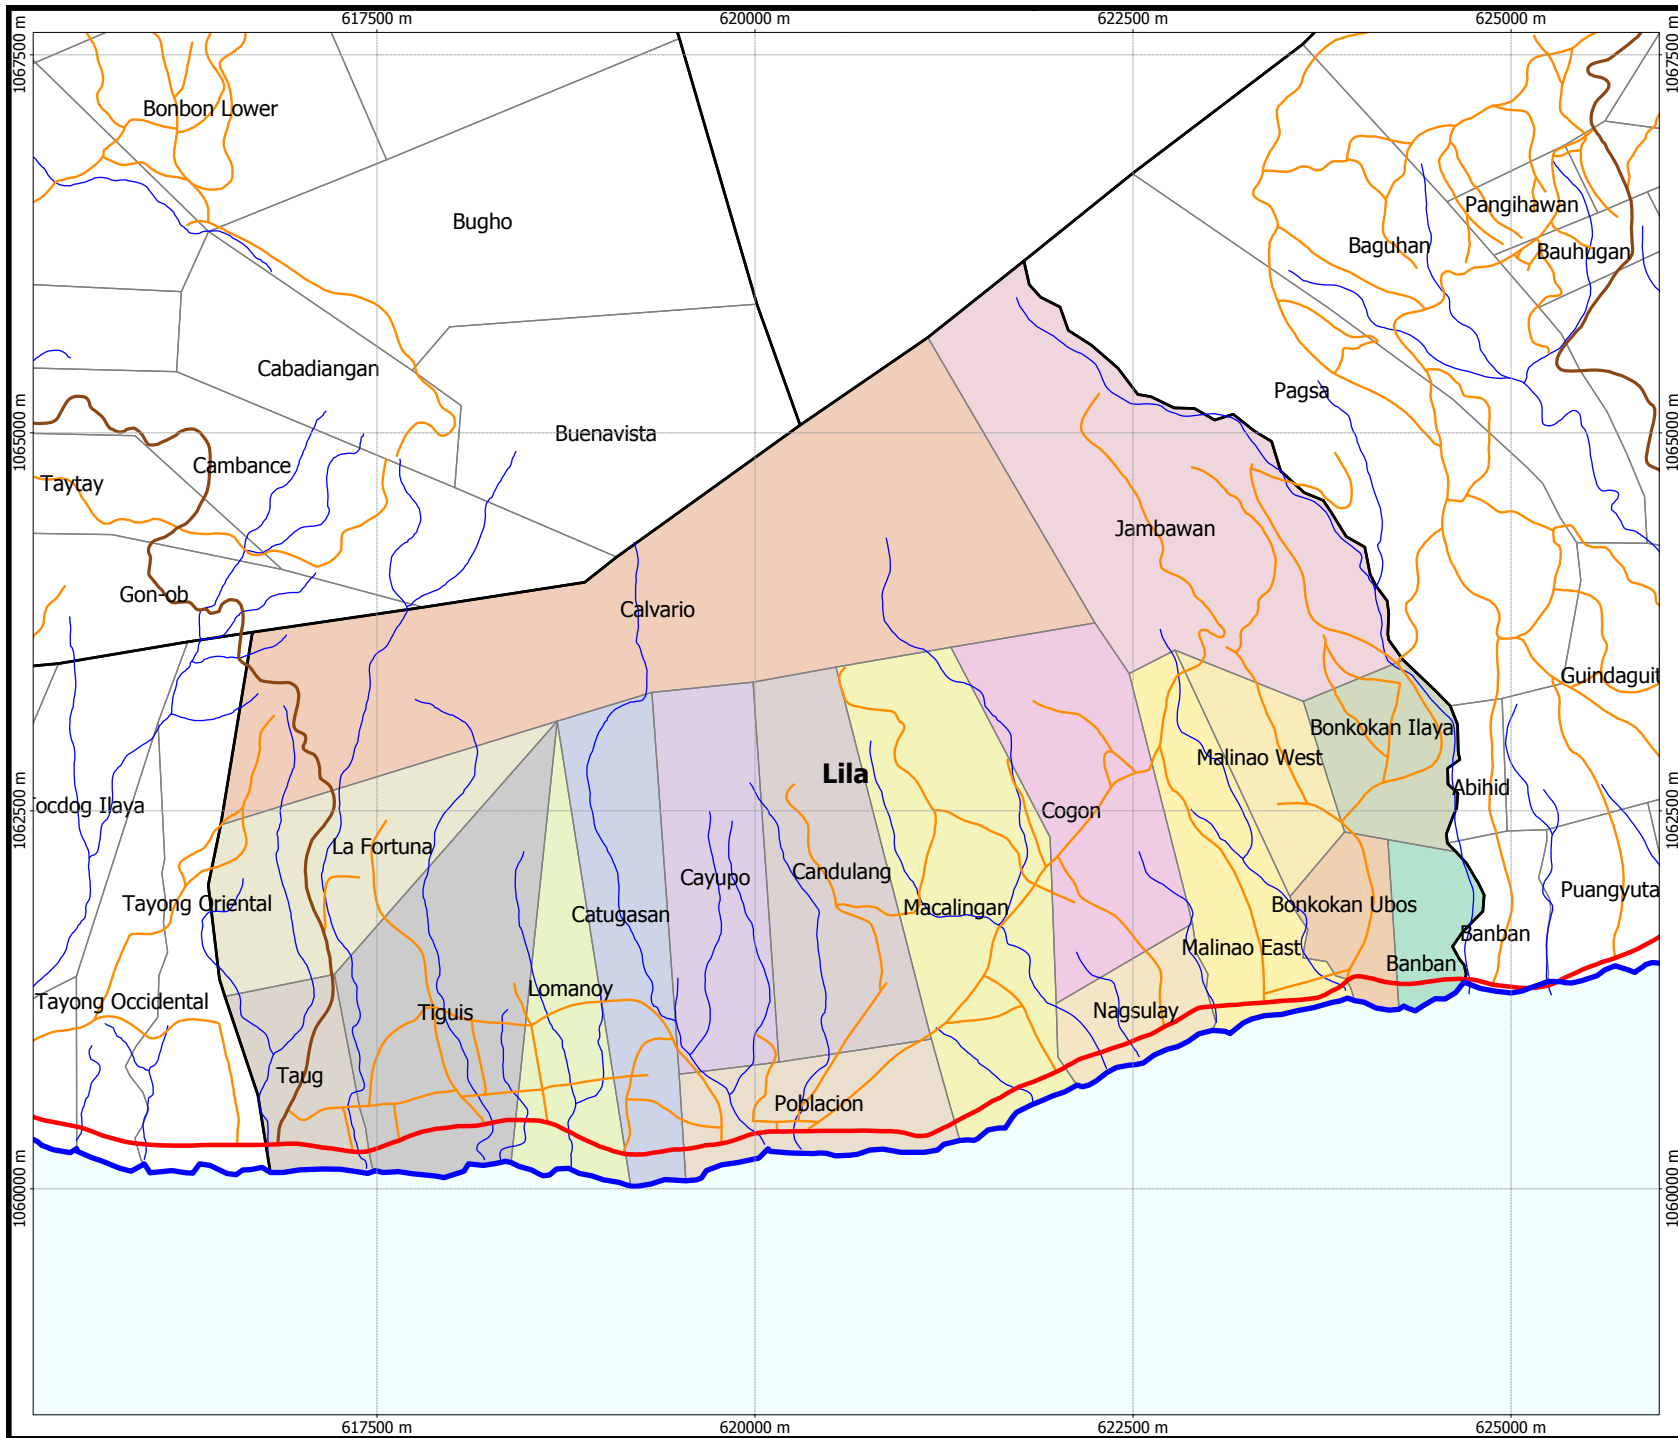 617500 m
620000 m
622500 m
625000 m
1067500 m
1067500 m
Bonbon Lower
Pangihawan
Bugho
Baguhan
Bauhugan
Cabadiangan
Pagsa
1065000 m
1065000 m
Buenavista
Cambance
Taytay
Jambawan
Gon-ob
Calvario
Guindaguit
Bonkokan Ilaya
Malinao West
Lila
Abihid
1062500 m
1062500 m
ocdog Ilaya
Cogon
La Fortuna
Candulang
Cayupo
Puangyuta
Tayong Oriental
Bonkokan Ubos
Macalingan
Catugasan
Banban
Malinao East
Banban
Lomanoy
Tayong Occidental
Tiguis
Nagsulay
Taug
Poblacion
1060000 m
1060000 m
617500 m
620000 m
622500 m
625000 m